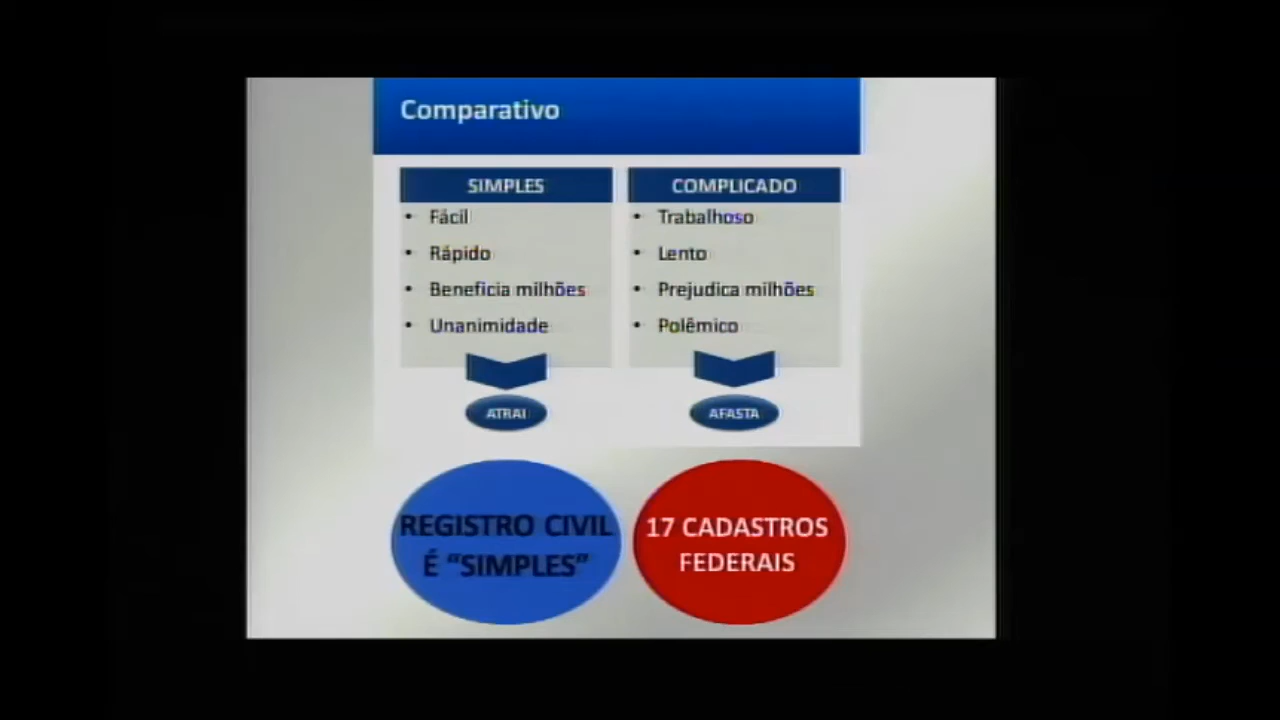 Comparativo
SIMPLES
• Fácil
• Rápido
• Beneficia milhões
• Unanimidade
ATRAI
COMPLICADO
• Trabalhoso
• Lento
• Prejudica milhões
• Polêmico
AFASTA
REGISTRO CIVIL
É “SIMPLES”
17 CADASTROS
FEDERAIS